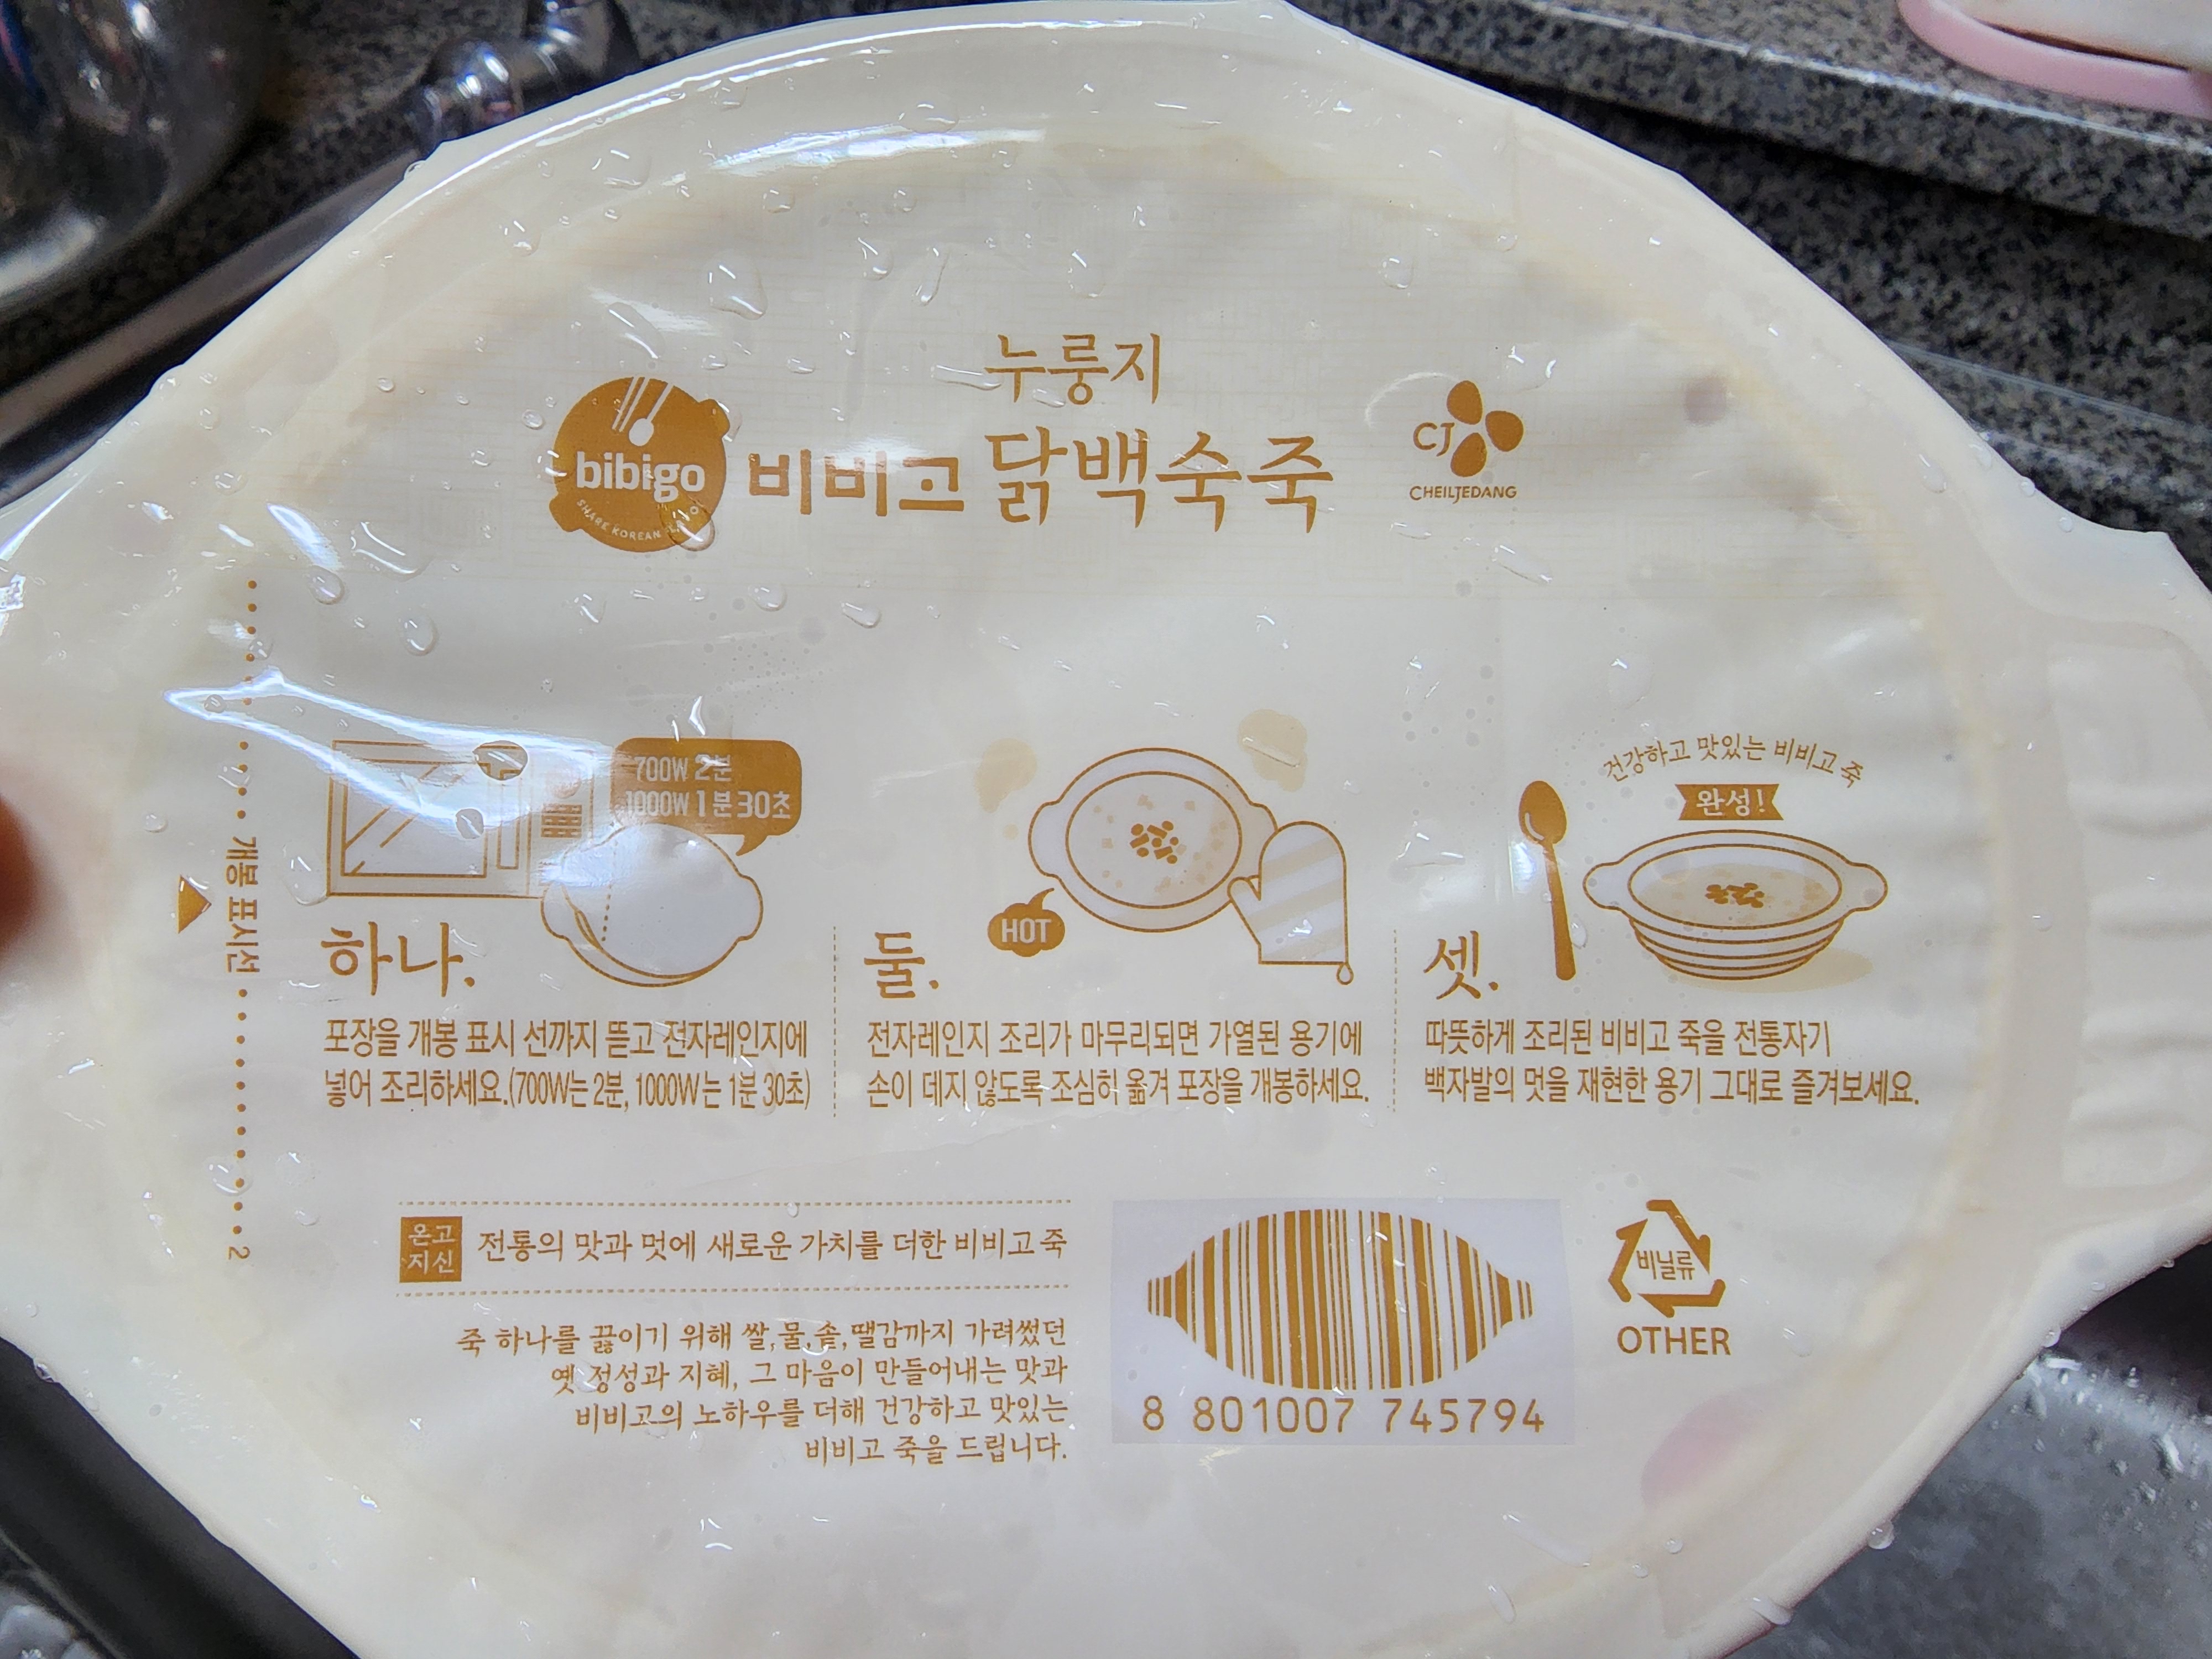 누룽지
bibigo
SHARE KOREAN
비비고 닭백숙죽
CJ
CHEILJEDANG
개봉 표시선
2
700W 2분
1000W 1분 30초
하나.
포장을 개봉 표시 선까지 뜯고 전자레인지에
넣어 조리하세요.(700W는 2분, 1000W는 1분 30초)
HOT
둘.
전자레인지 조리가 마무리되면 가열된 용기에
손이 데지 않도록 조심히 옮겨 포장을 개봉하세요.
건강하고 맛있는 비비고 죽
완성!
셋.
따뜻하게 조리된 비비고 죽을 전통자기
백자발의 멋을 재현한 용기 그대로 즐겨보세요.
온고
지신
전통의 맛과 멋에 새로운 가치를 더한 비비고 죽
죽 하나를 끓이기 위해 쌀,물,솥,땔감까지 가려썼던
옛 정성과 지혜, 그 마음이 만들어내는 맛과
비비고의 노하우를 더해 건강하고 맛있는
비비고 죽을 드립니다.
8 801007 745794
비닐류
OTHER